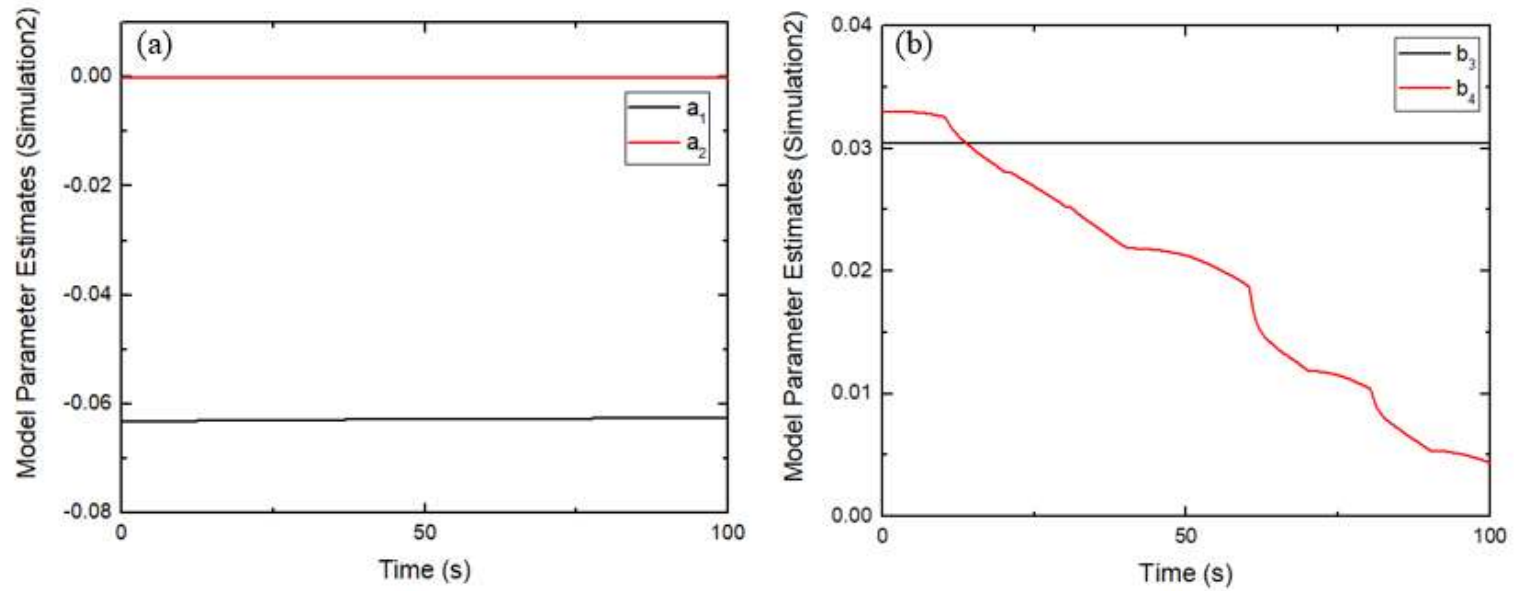 (a)
Model Parameter Estimates (Simulation2)
0.00
-0.02
-0.04
-0.06
-0.08
0
50
100
Time (s)
a1
a2
(b)
Model Parameter Estimates (Simulation2)
0.04
0.03
0.02
0.01
0.00
0
50
100
Time (s)
b3
b4